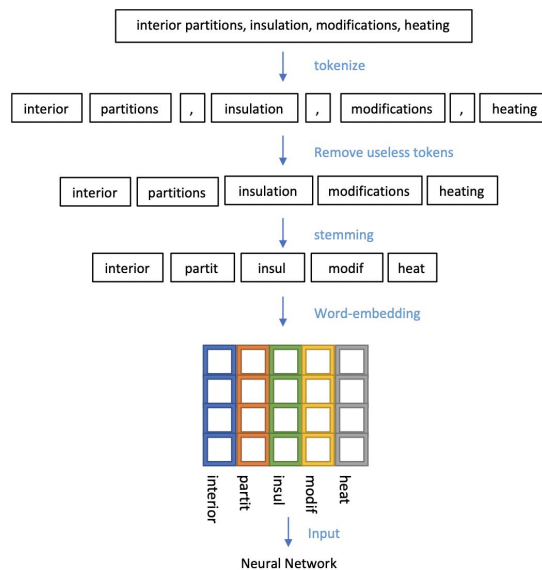 interior partitions, insulation, modifications, heating
tokenize
interior partitions , insulation , modifications , heating
Remove useless tokens
interior partitions insulation modifications heating
stemming
interior partit insul modif heat
Word-embedding
interior partit insul modif heat
Input
Neural Network